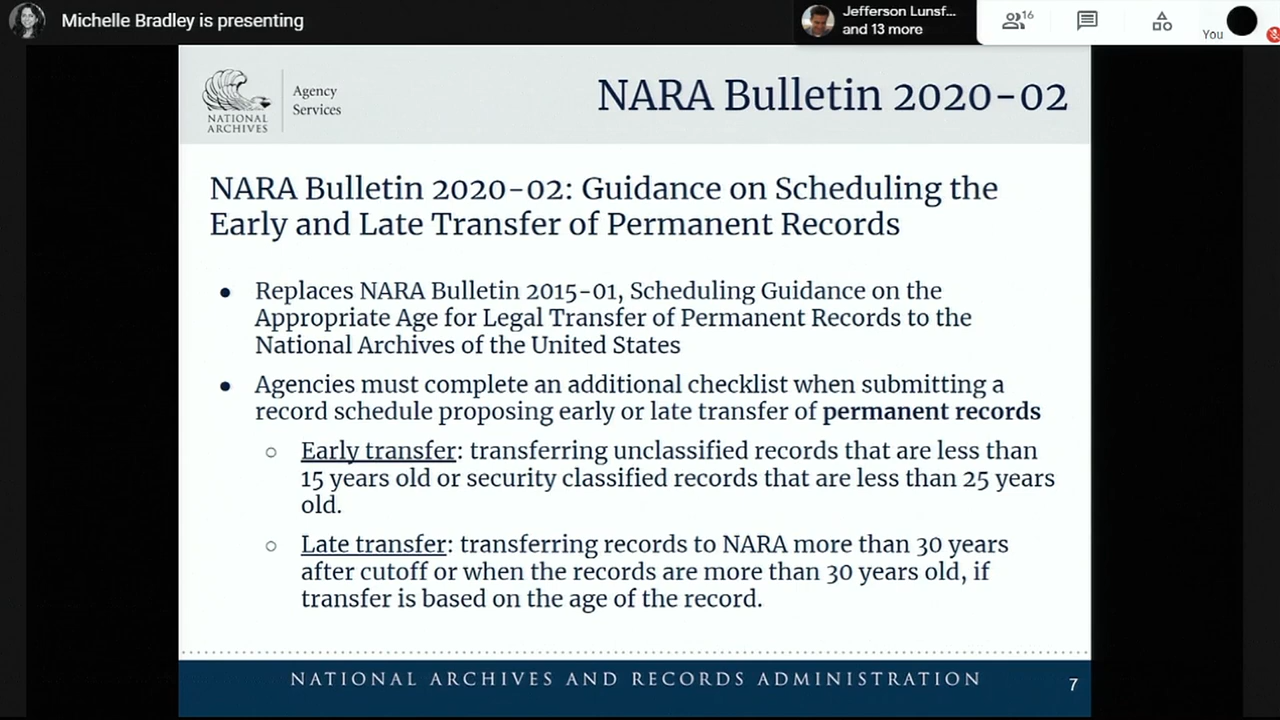 Michelle Bradley is presenting
Jefferson Lunsf...
and 13 more
16
You
NATIONAL
ARCHIVES
Agency
Services
NARA Bulletin 2020-02
NARA Bulletin 2020-02: Guidance on Scheduling the
Early and Late Transfer of Permanent Records
● Replaces NARA Bulletin 2015-01, Scheduling Guidance on the
Appropriate Age for Legal Transfer of Permanent Records to the
National Archives of the United States
● Agencies must complete an additional checklist when submitting a
record schedule proposing early or late transfer of permanent records
○ Early transfer: transferring unclassified records that are less than
15 years old or security classified records that are less than 25 years
old.
○ Late transfer: transferring records to NARA more than 30 years
after cutoff or when the records are more than 30 years old, if
transfer is based on the age of the record.
NATIONAL ARCHIVES AND RECORDS ADMINISTRATION
7